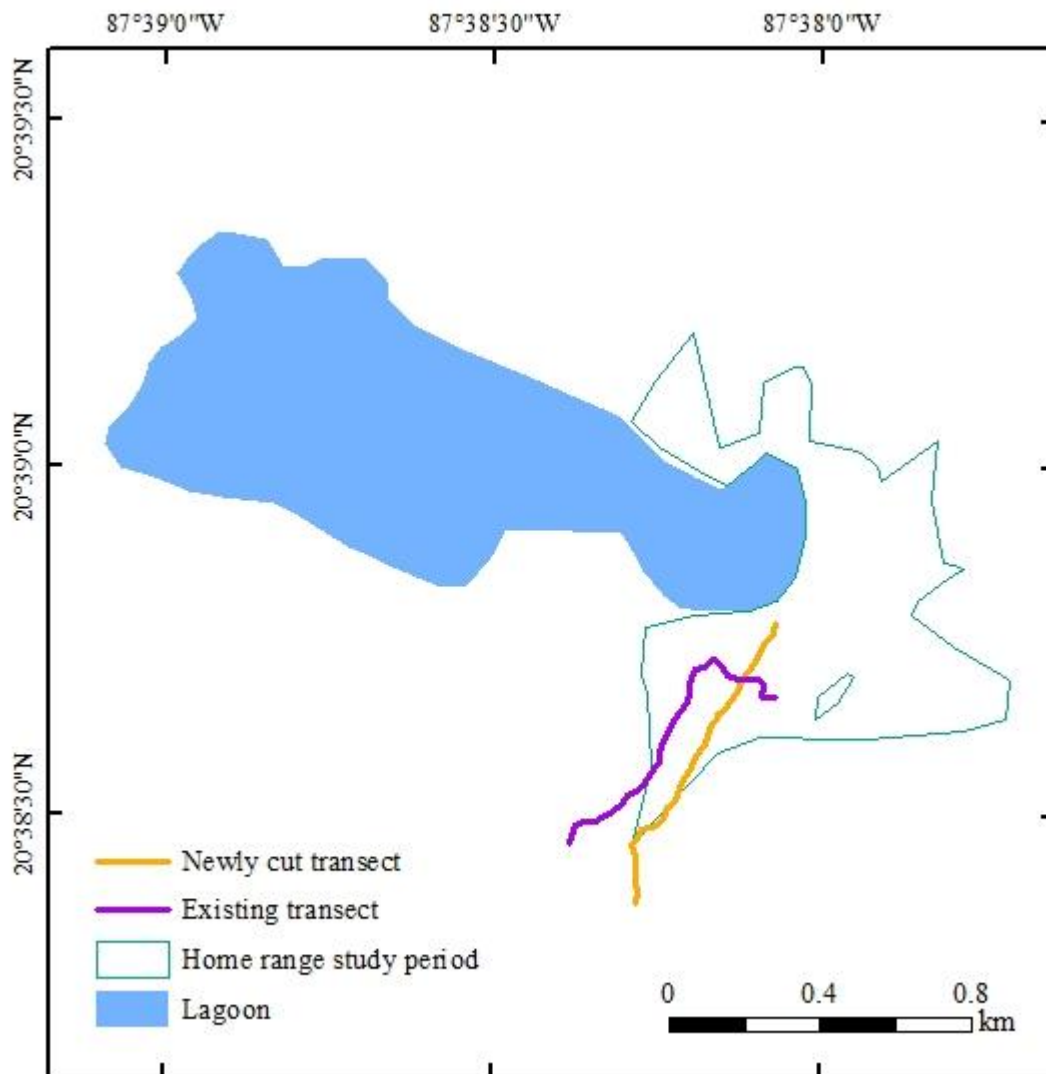 87°39'0"W 87°38'30"W 87°38'0"W
20°39'30"N
20°39'0"N
20°38'30"N
Newly cut transect
Existing transect
Home range study period
Lagoon
0 0.4 0.8
km